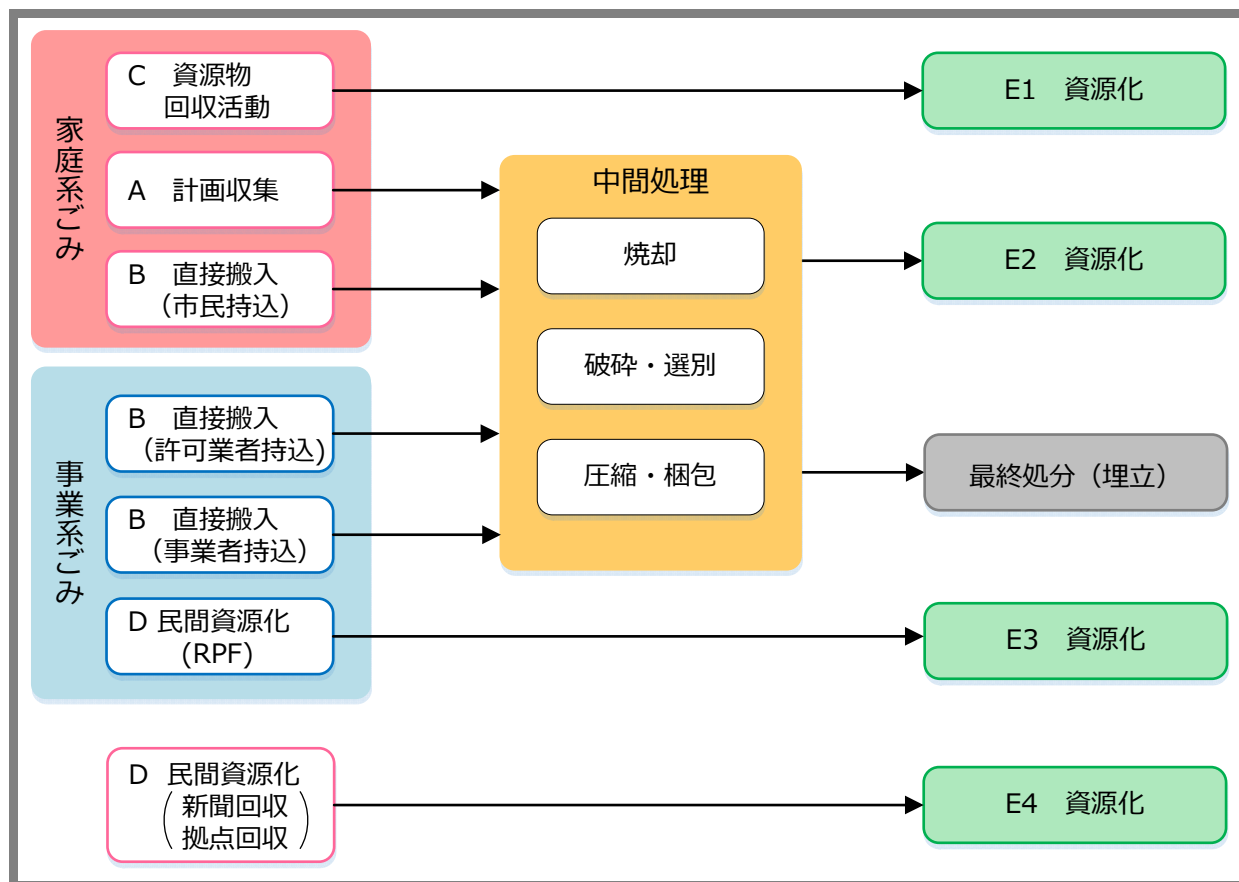 家庭系ごみ
C 資源物
回収活動
A 計画収集
B 直接搬入
（市民持込）
事業系ごみ
B 直接搬入
（許可業者持込)
B 直接搬入
（事業者持込）
D 民間資源化
(RPF)
D 民間資源化
( 新聞回収
拠点回収 )
中間処理
焼却
破砕・選別
圧縮・梱包
E1 資源化
E2 資源化
最終処分（埋立）
E3 資源化
E4 資源化